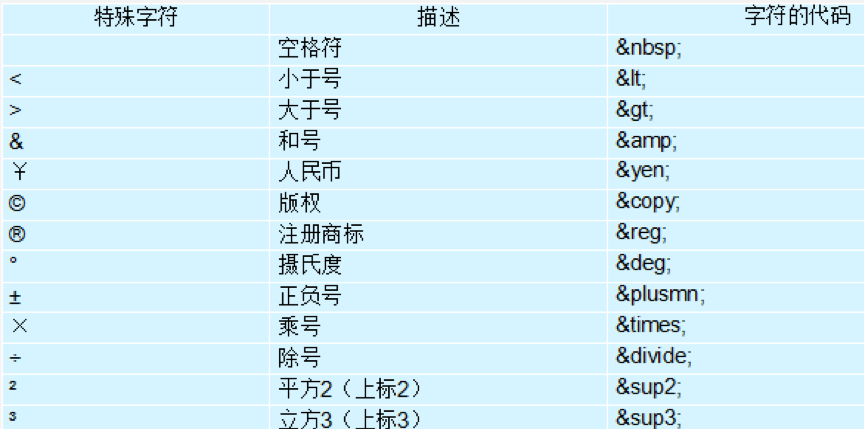 特殊字符 描述 字符的代码
空格符 &nbsp;
< 小于号 &lt;
> 大于号 &gt;
& 和号 &amp;
￥ 人民币 &yen;
© 版权 &copy;
® 注册商标 &reg;
° 摄氏度 &deg;
± 正负号 &plusmn;
× 乘号 &times;
÷ 除号 &divide;
² 平方2（上标2） &sup2;
³ 立方3（上标3） &sup3;